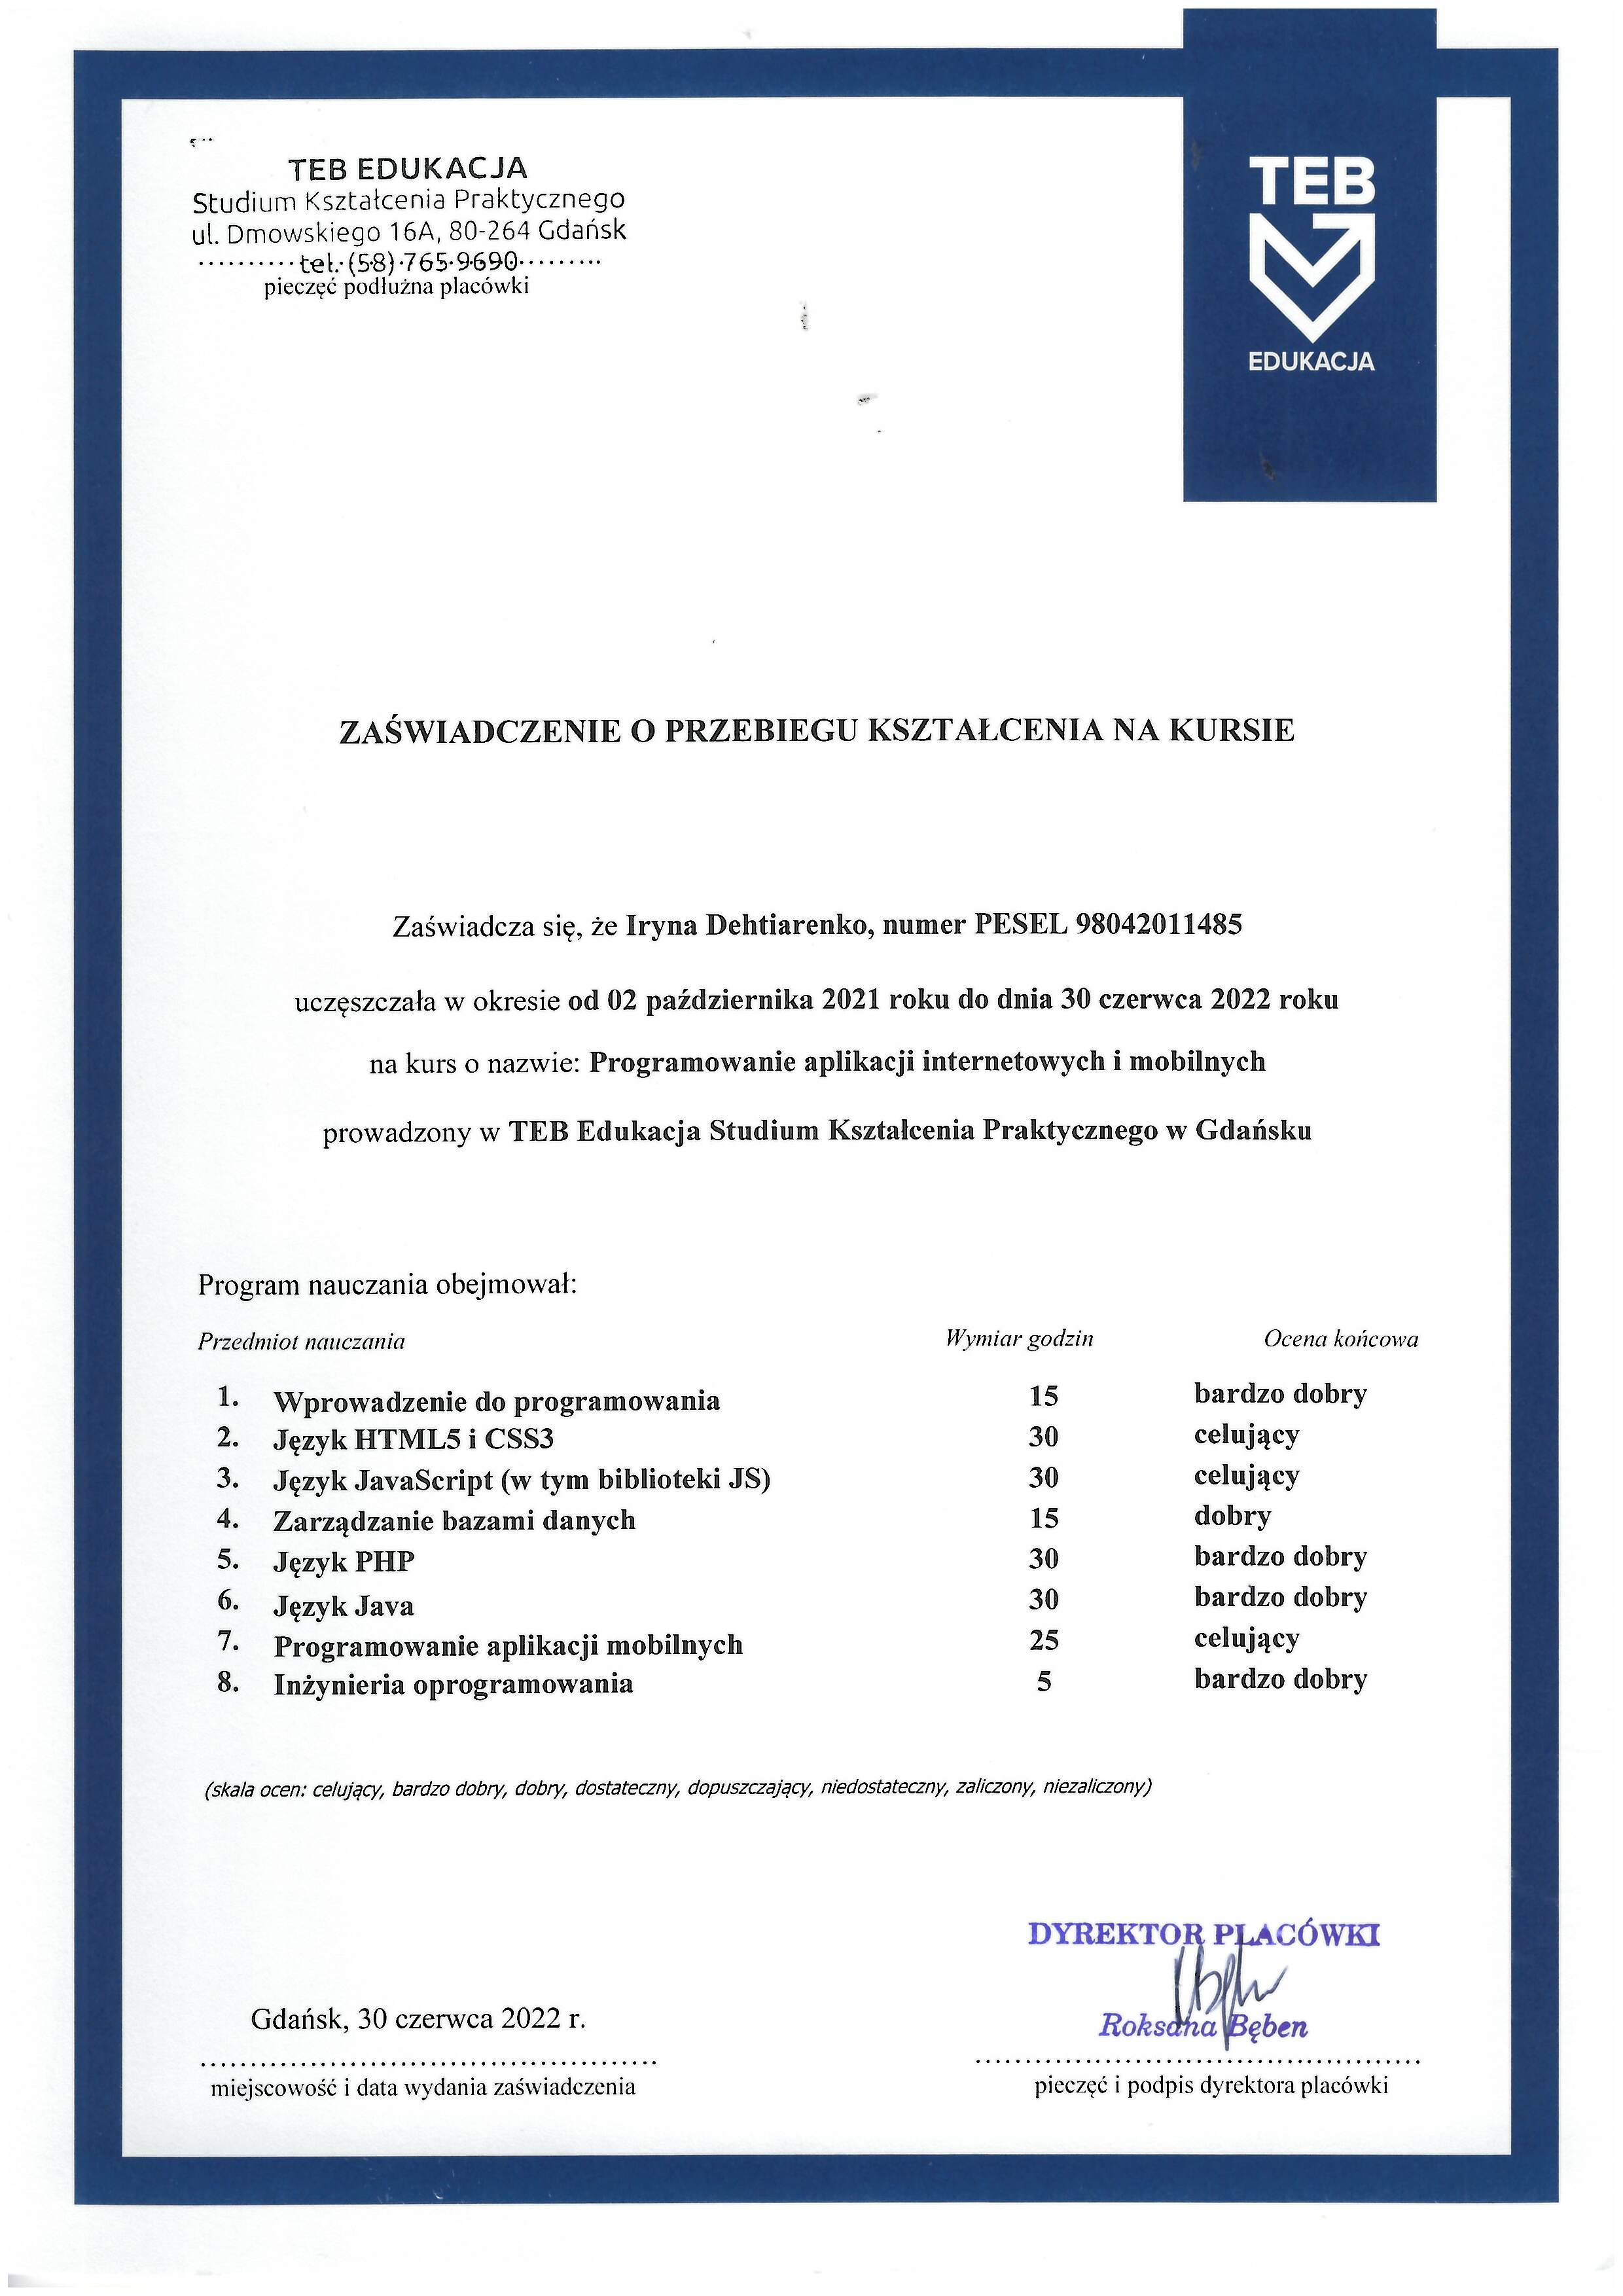 TEB EDUKACJA
Studium Kształcenia Praktycznego
ul. Dmowskiego 16A, 80-264 Gdańsk
tel. (58) 765 9690
pieczęć podłużna placówki
TEB
EDUKACJA
ZAŚWIADCZENIE O PRZEBIEGU KSZTAŁCENIA NA KURSIE
Zaświadcza się, że Iryna Dehtiarenko, numer PESEL 98042011485
uczęszczała w okresie od 02 października 2021 roku do dnia 30 czerwca 2022 roku
na kurs o nazwie: Programowanie aplikacji internetowych i mobilnych
prowadzony w TEB Edukacja Studium Kształcenia Praktycznego w Gdańsku
Program nauczania obejmował:
Przedmiot nauczania Wymiar godzin Ocena końcowa
1. Wprowadzenie do programowania 15 bardzo dobry
2. Język HTML5 i CSS3 30 celujący
3. Język JavaScript (w tym biblioteki JS) 30 celujący
4. Zarządzanie bazami danych 15 dobry
5. Język PHP 30 bardzo dobry
6. Język Java 30 bardzo dobry
7. Programowanie aplikacji mobilnych 25 celujący
8. Inżynieria oprogramowania 5 bardzo dobry
(skala ocen: celujący, bardzo dobry, dobry, dostateczny, dopuszczający, niedostateczny, zaliczony, niezaliczony)
DYREKTOR PLACÓWKI
Roksana Bęben
Gdańsk, 30 czerwca 2022 r.
miejscowość i data wydania zaświadczenia
pieczęć i podpis dyrektora placówki